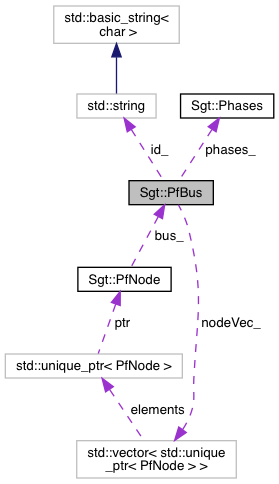 std::basic_string<
char >
std::string
Sgt::Phases
id_
phases_
Sgt::PfBus
bus_
Sgt::PfNode
ptr
nodeVec_
std::unique_ptr< PfNode >
elements
std::vector< std::unique
_ptr< PfNode > >